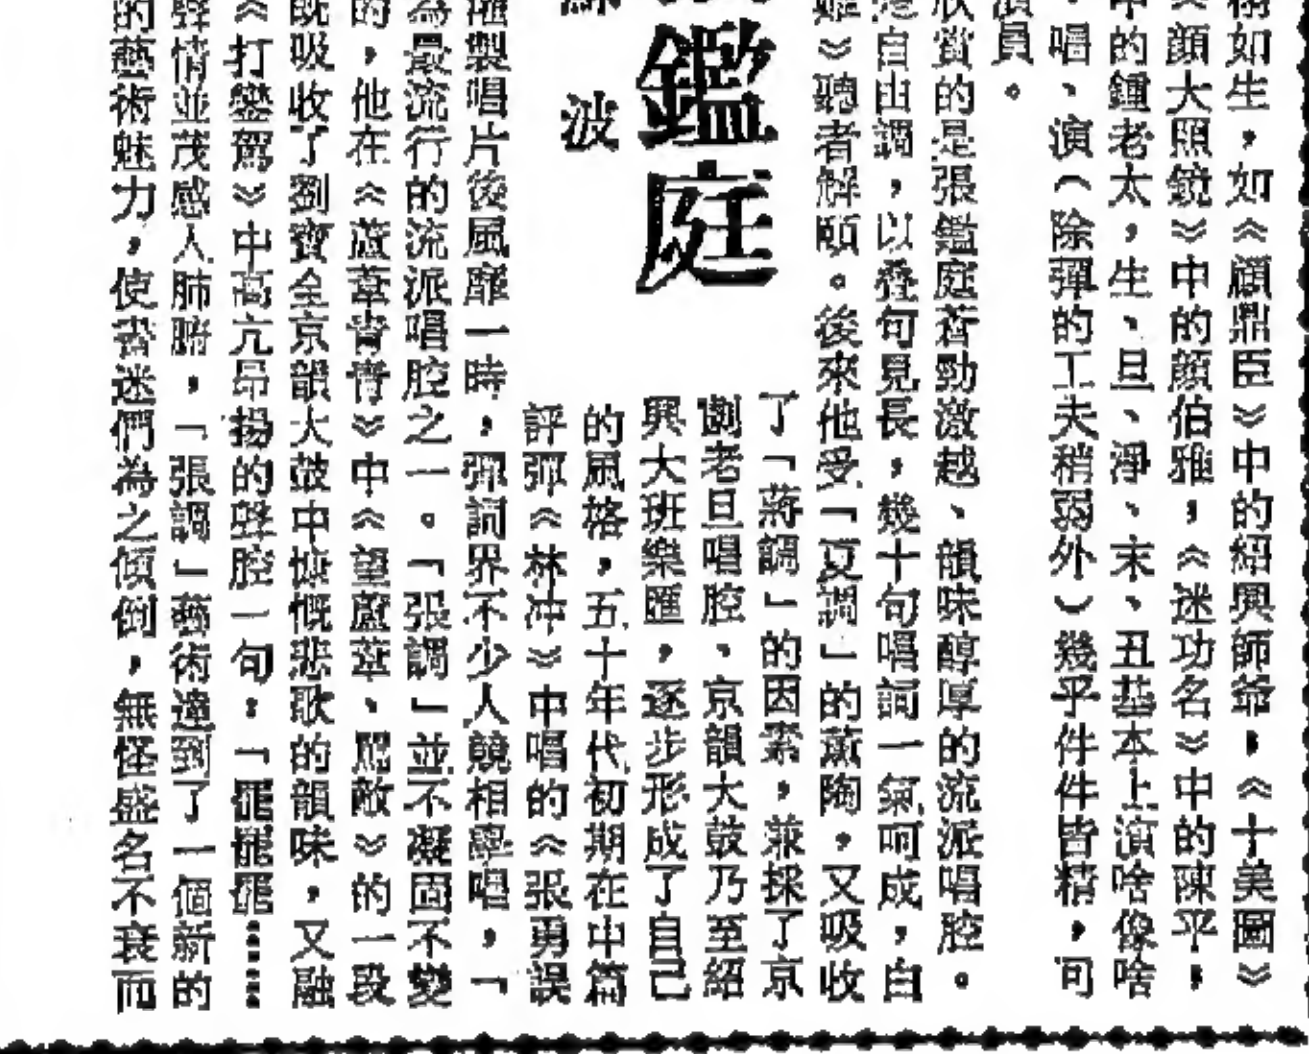 栩如生，如《顧鼎臣》中的紹興師爺，《十美圖》
《顏大照鏡》中的顏伯雅，《迷功名》中的陳平，
中的鍾老太，生、旦、淨、末、丑基本上演啥像啥
、唱、演（除彈的工夫稍弱外）幾乎件件皆精，可
演員。
欣賞的是張鑑庭蒼勁激越、韻味醇厚的流派唱腔。
是自由調，以叠句見長，幾十句唱詞一氣呵成，自
難》聽者解頤。後來他受「夏調」的薰陶，又吸收
了「蔣調」的因素，兼採了京
劇老旦唱腔、京韻大鼓乃至紹
興大班樂匯，逐步形成了自己
的風格，五十年代初期在中篇
評彈《林冲》中唱的《張勇誤
鑑庭
波
灌製唱片後風靡一時，彈詞界不少人競相學唱，「
為最流行的流派唱腔之一。「張調」並不凝固不變
的，他在《蘆葦青青》中《望蘆葦、罵敵》的一段
既吸收了劉寶全京韻大鼓中慷慨悲歌的韻味，又融
《打鑾駕》中高亢昂揚的聲腔一句：「罷罷罷……
聲情並茂感人肺腑，「張調」藝術達到了一個新的
的藝術魅力，使書迷們為之傾倒，無怪盛名不衰而